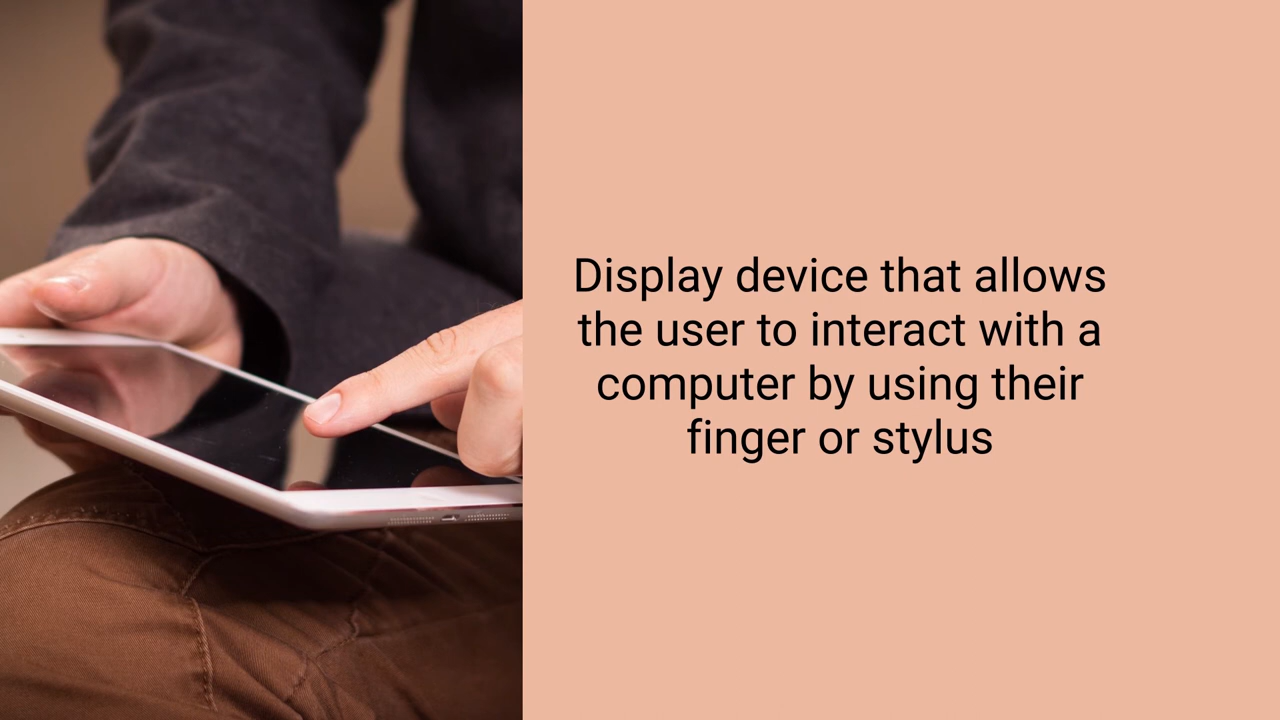 Display device that allows
the user to interact with a
computer by using their
finger or stylus